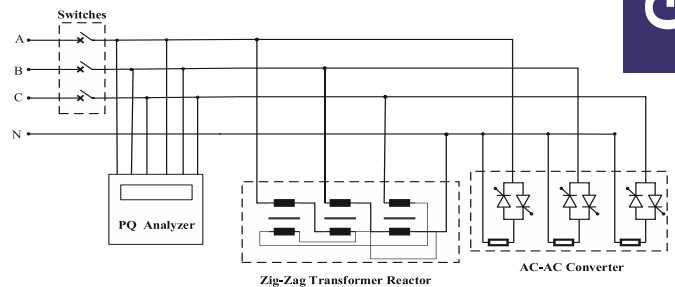 Switches
A
B
C
N
PQ Analyzer
Zig-Zag Transformer Reactor
AC-AC Converter